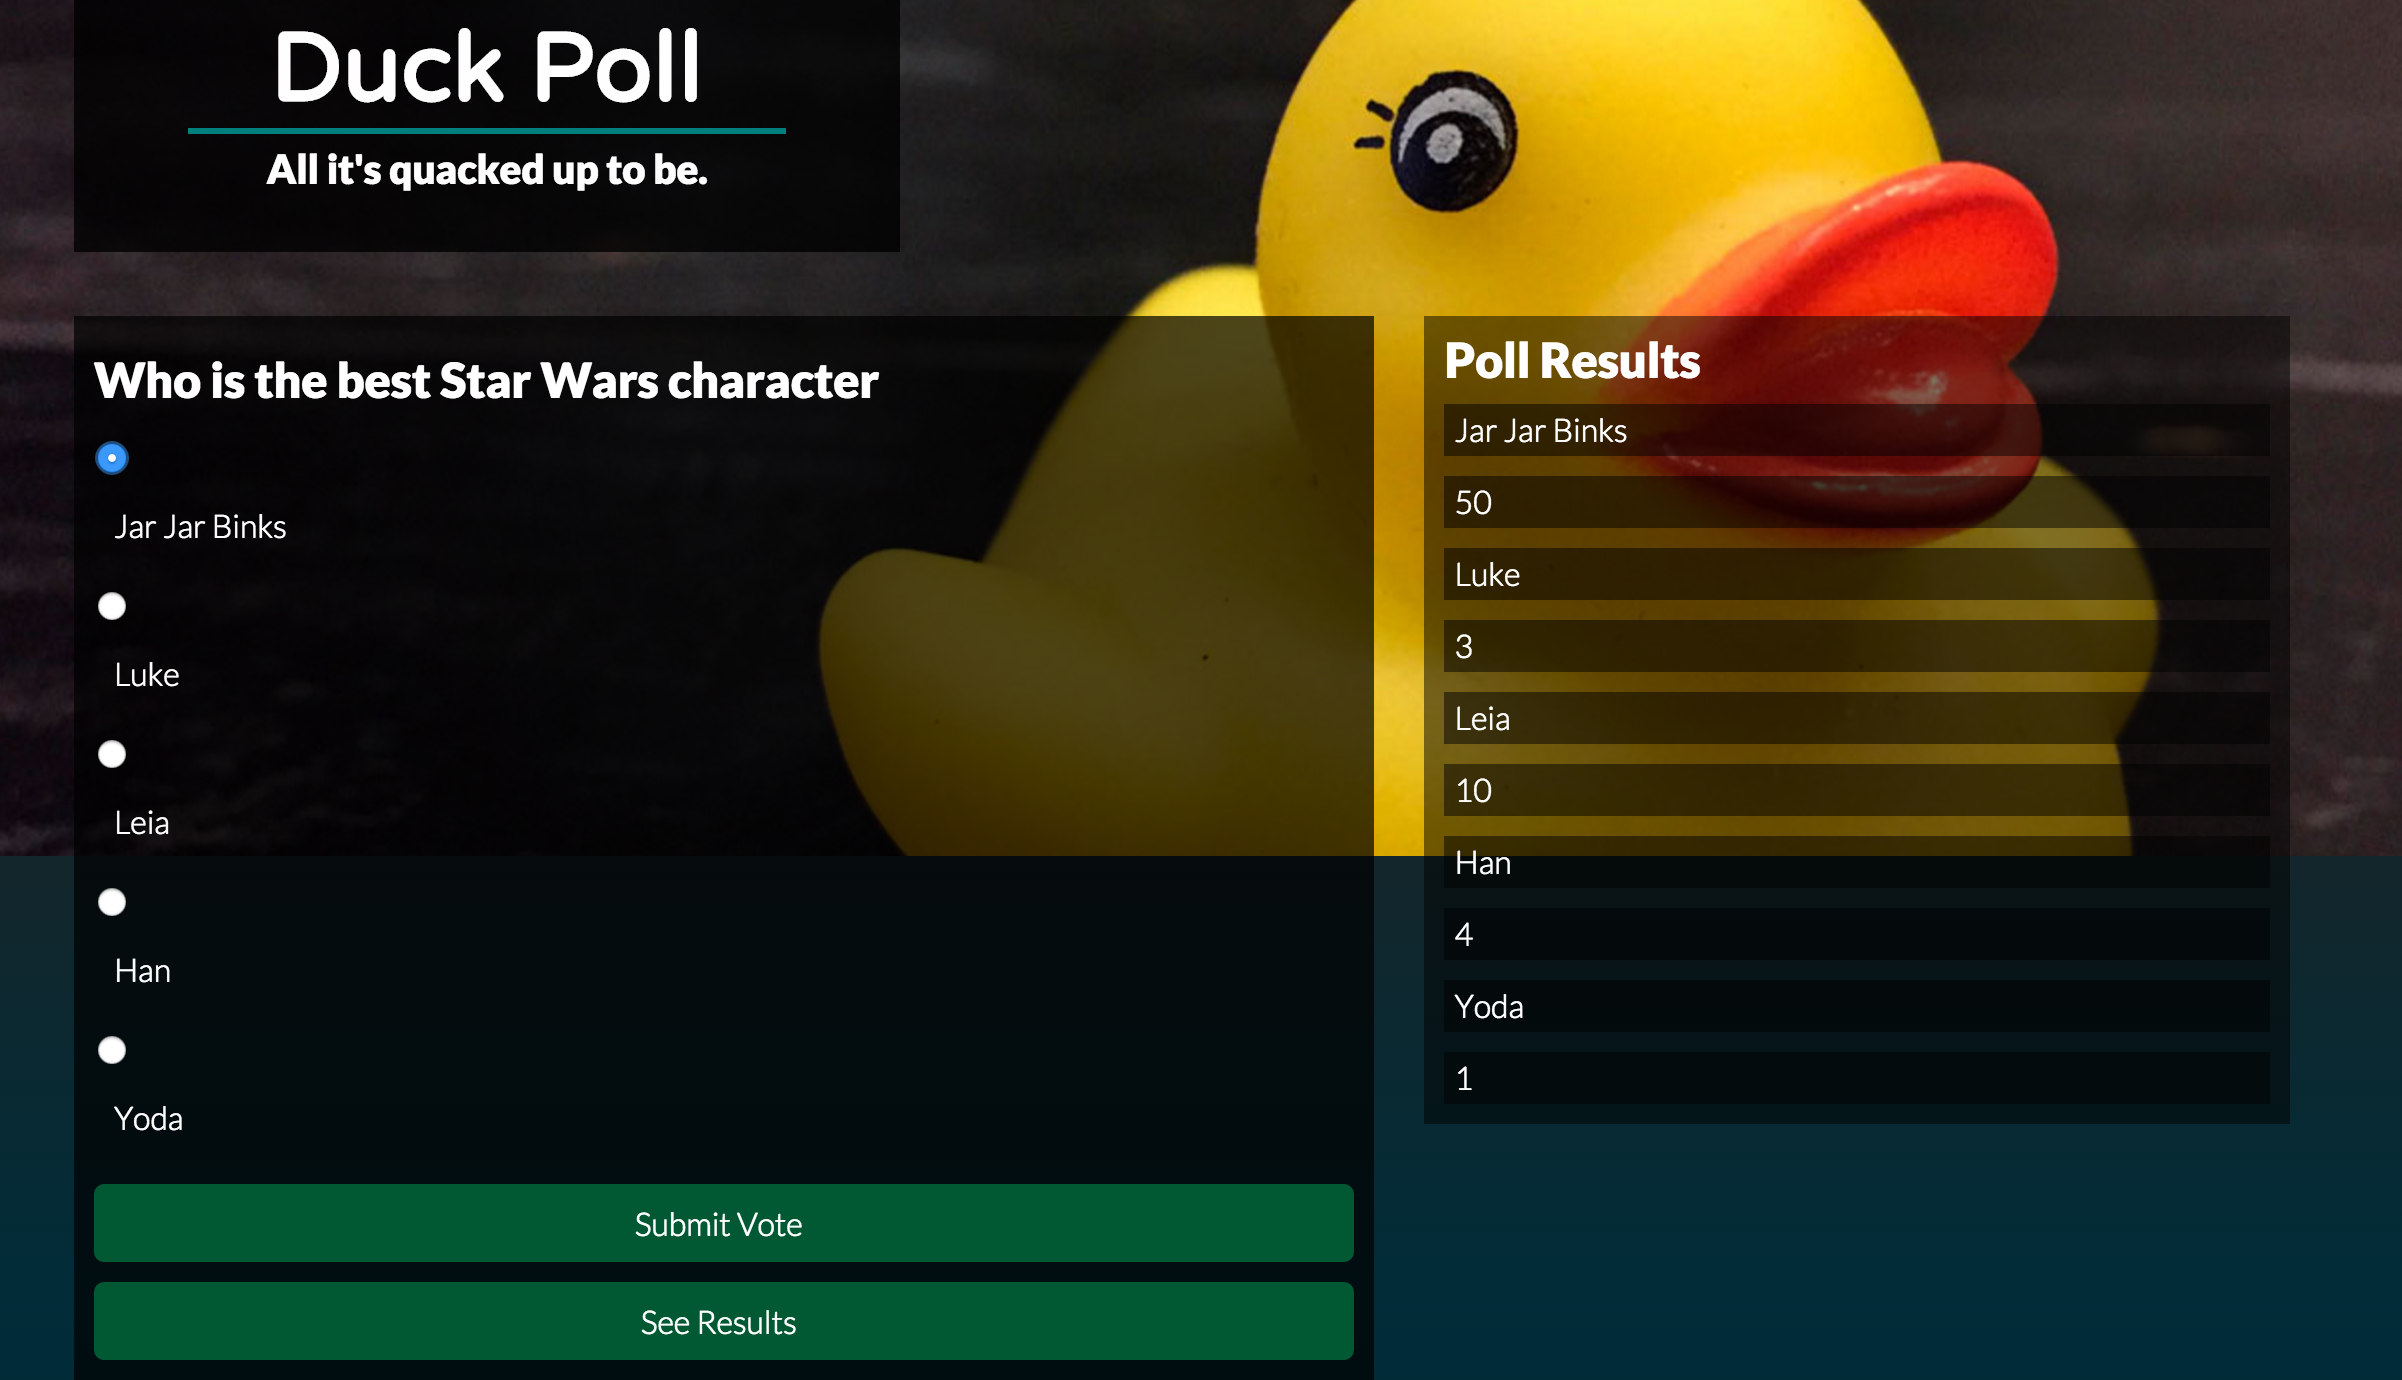 Duck Poll
All it's quacked up to be.
Who is the best Star Wars character
Jar Jar Binks
Luke
Leia
Han
Yoda
Submit Vote
See Results
Poll Results
Jar Jar Binks
50
Luke
3
Leia
10
Han
4
Yoda
1